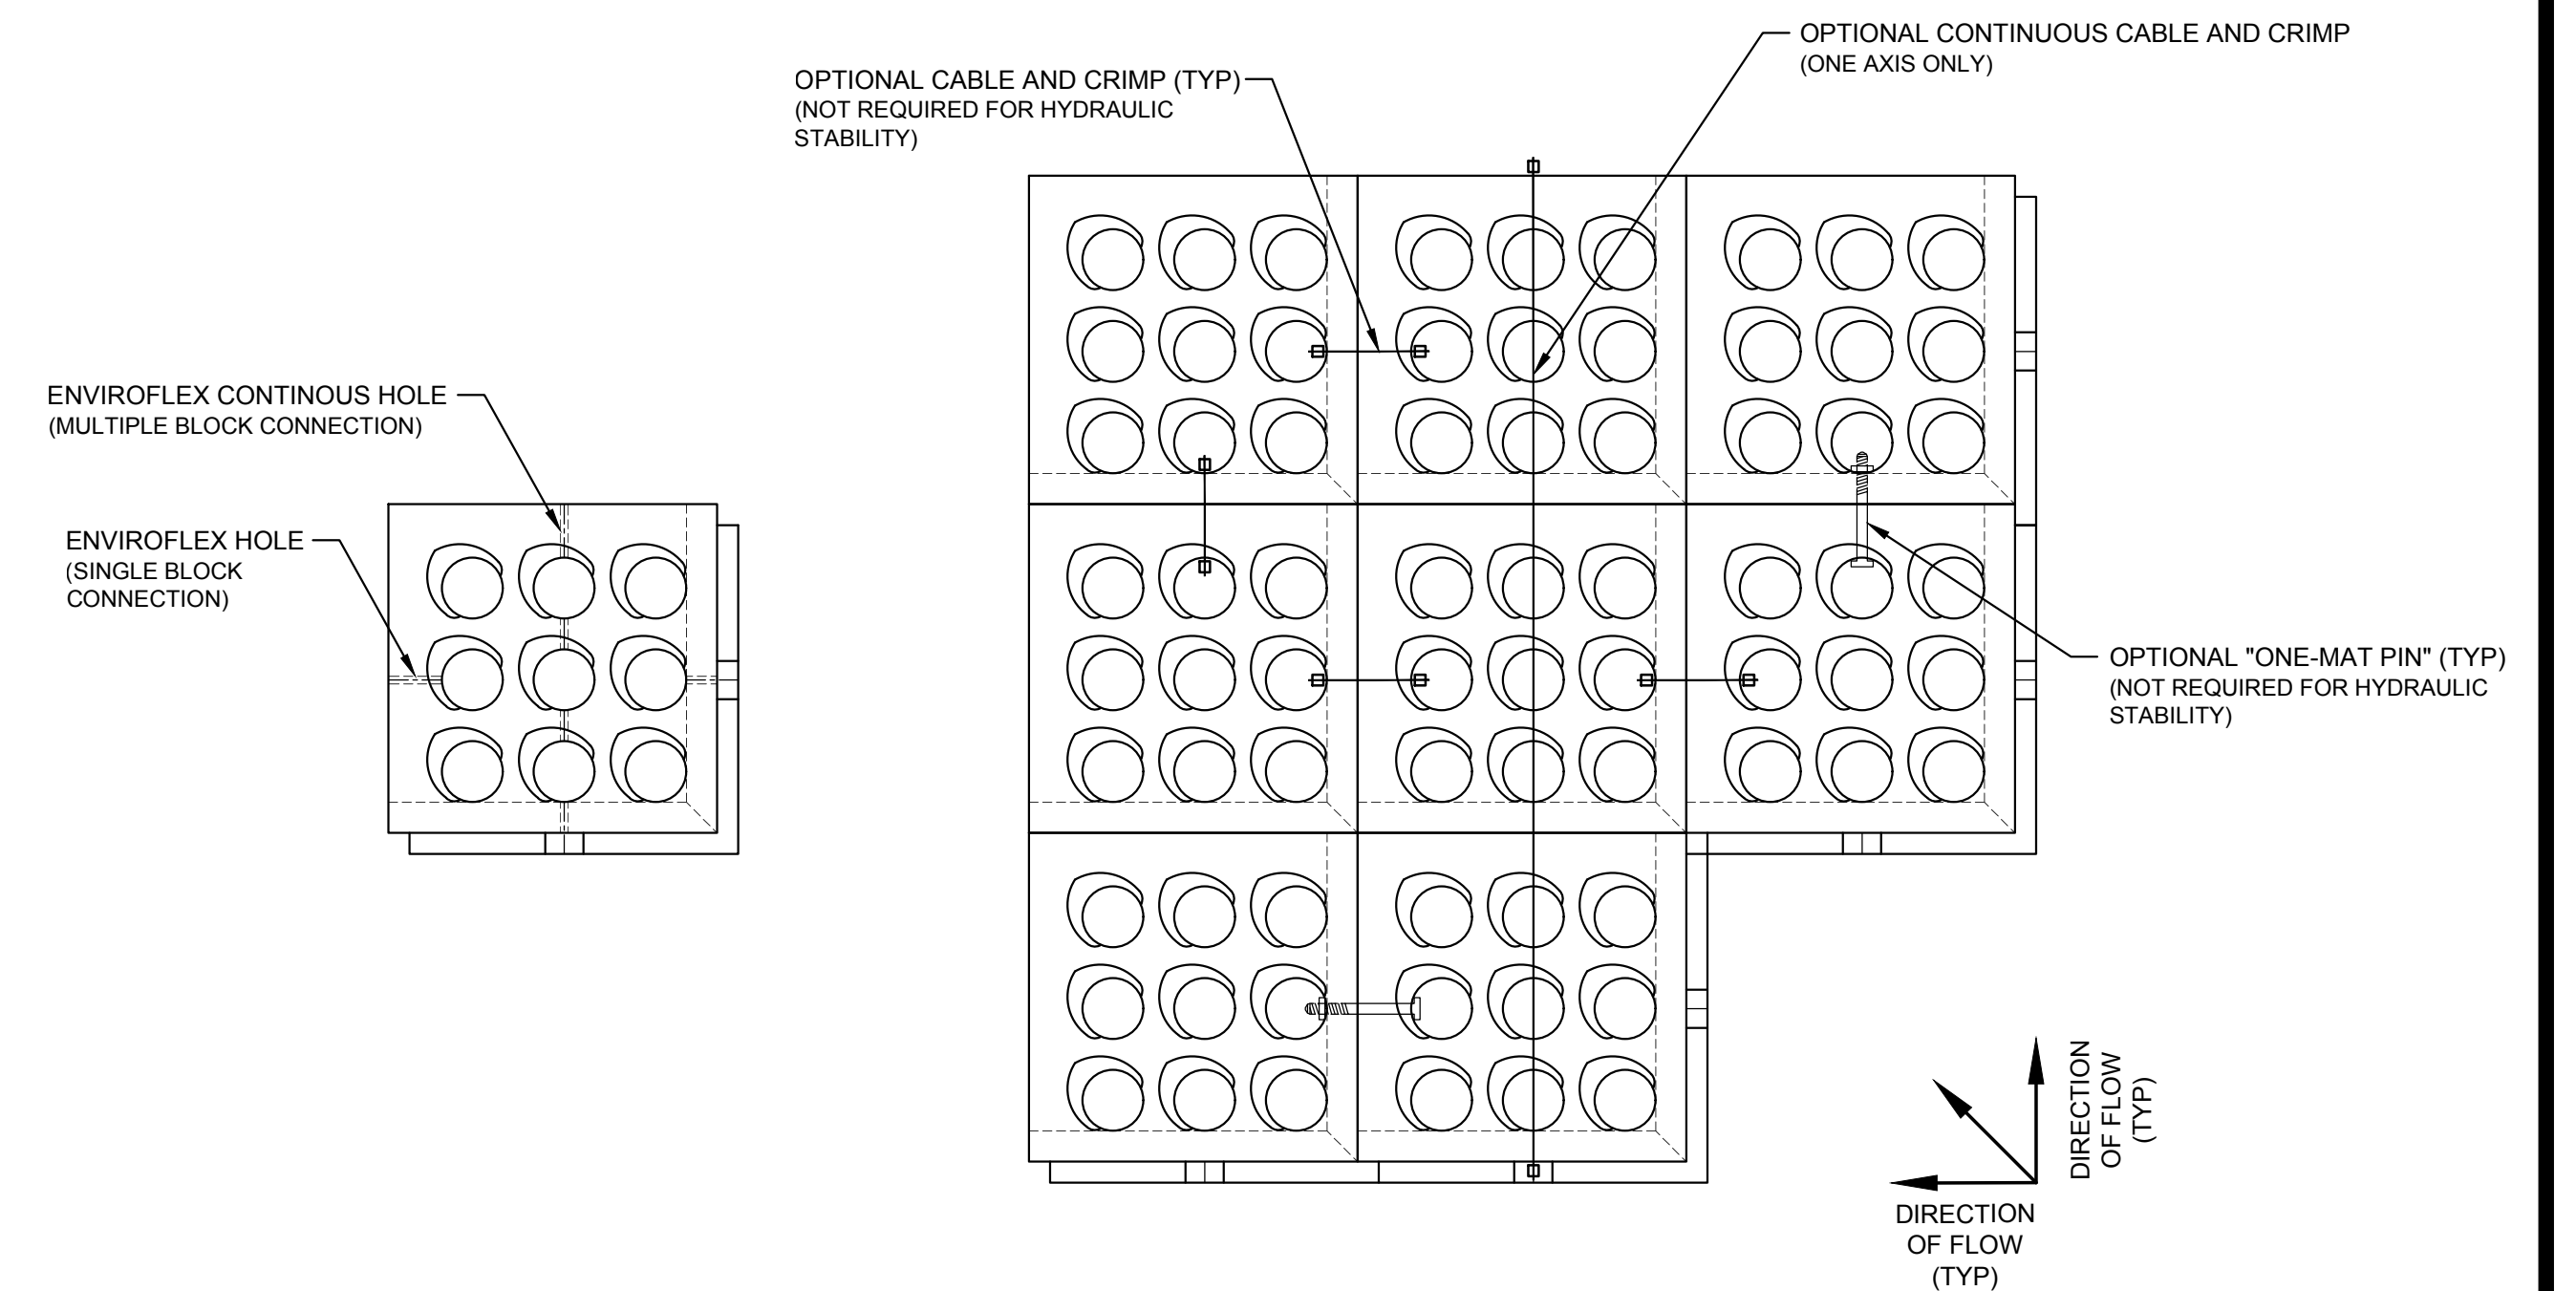 OPTIONAL CONTINUOUS CABLE AND CRIMP
(ONE AXIS ONLY)
OPTIONAL CABLE AND CRIMP (TYP)
(NOT REQUIRED FOR HYDRAULIC
STABILITY)
ENVIROFLEX CONTINOUS HOLE
(MULTIPLE BLOCK CONNECTION)
ENVIROFLEX HOLE
(SINGLE BLOCK
CONNECTION)
OPTIONAL "ONE-MAT PIN" (TYP)
(NOT REQUIRED FOR HYDRAULIC
STABILITY)
DIRECTION
OF FLOW
(TYP)
DIRECTION
OF FLOW
(TYP)